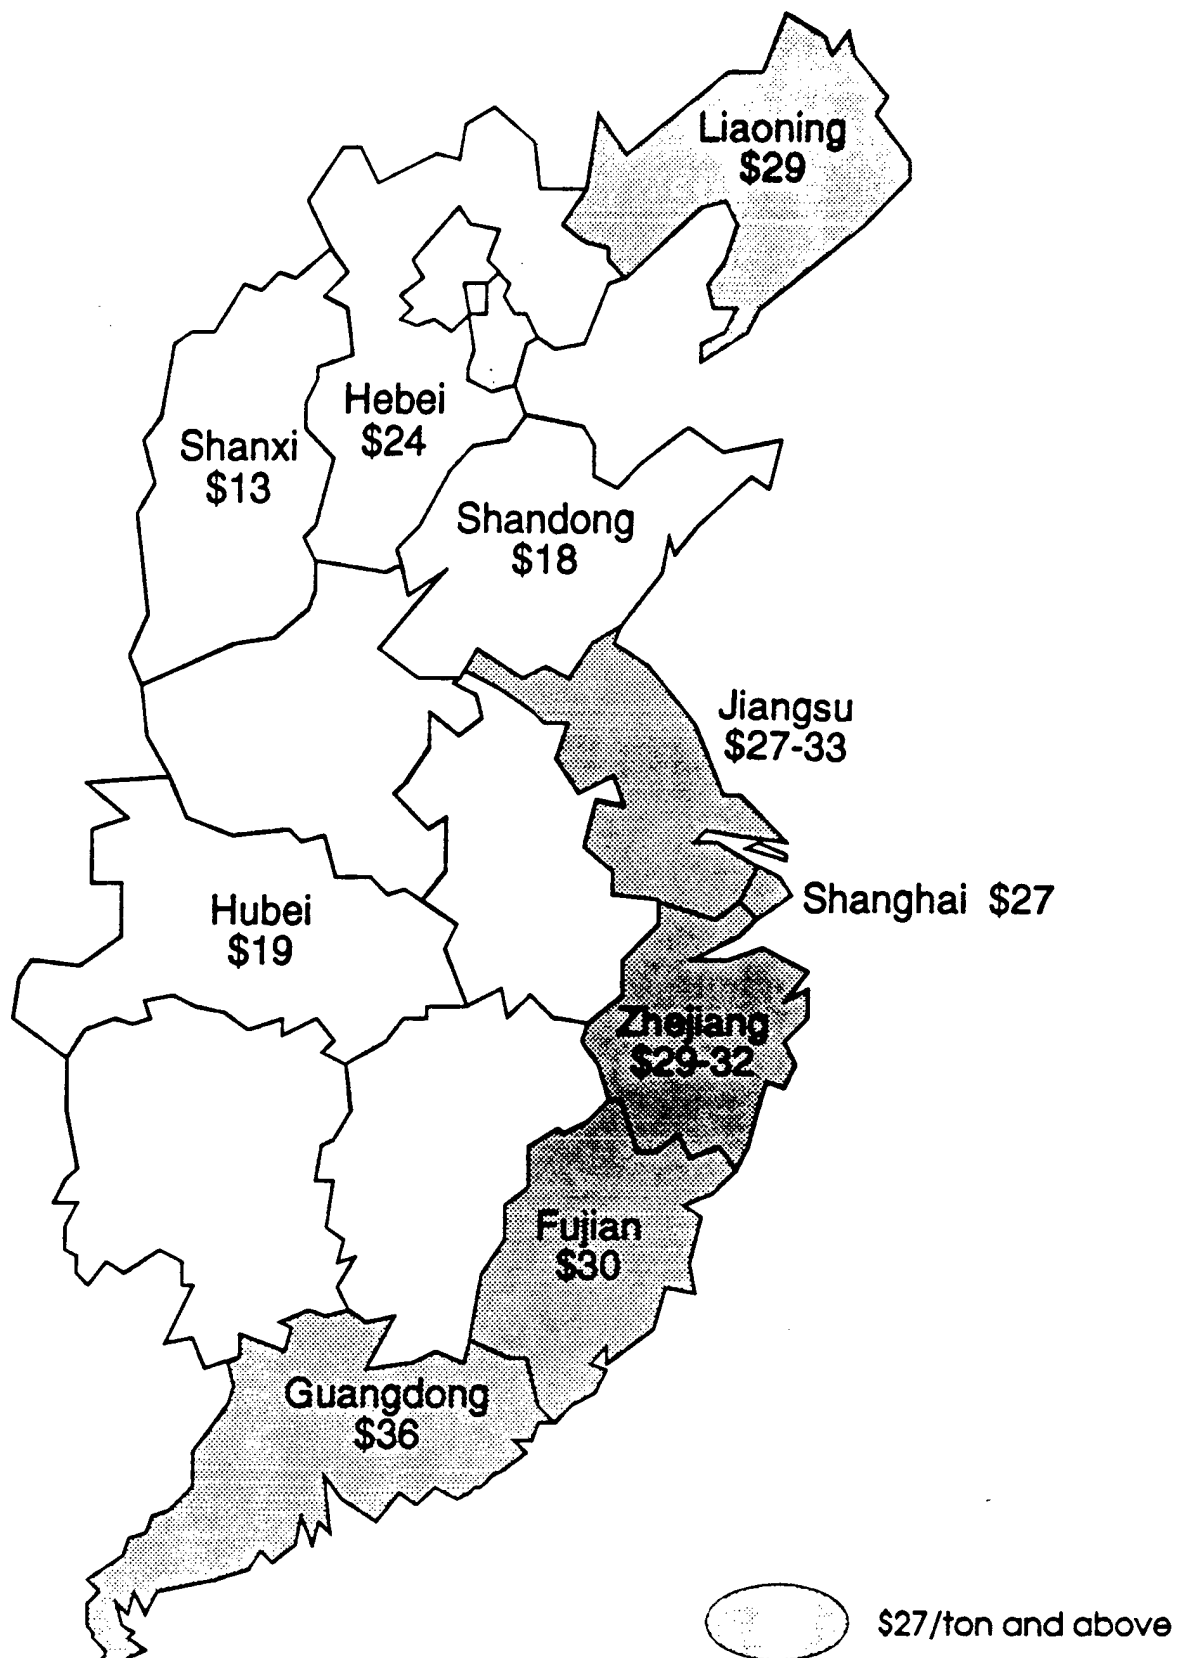 Liaoning
$29
Hebei
$24
Shanxi
$13
Shandong
$18
Jiangsu
$27-33
Shanghai $27
Hubei
$19
Zhejiang
$29-32
Fujian
$30
Guangdong
$36
$27/ton and above